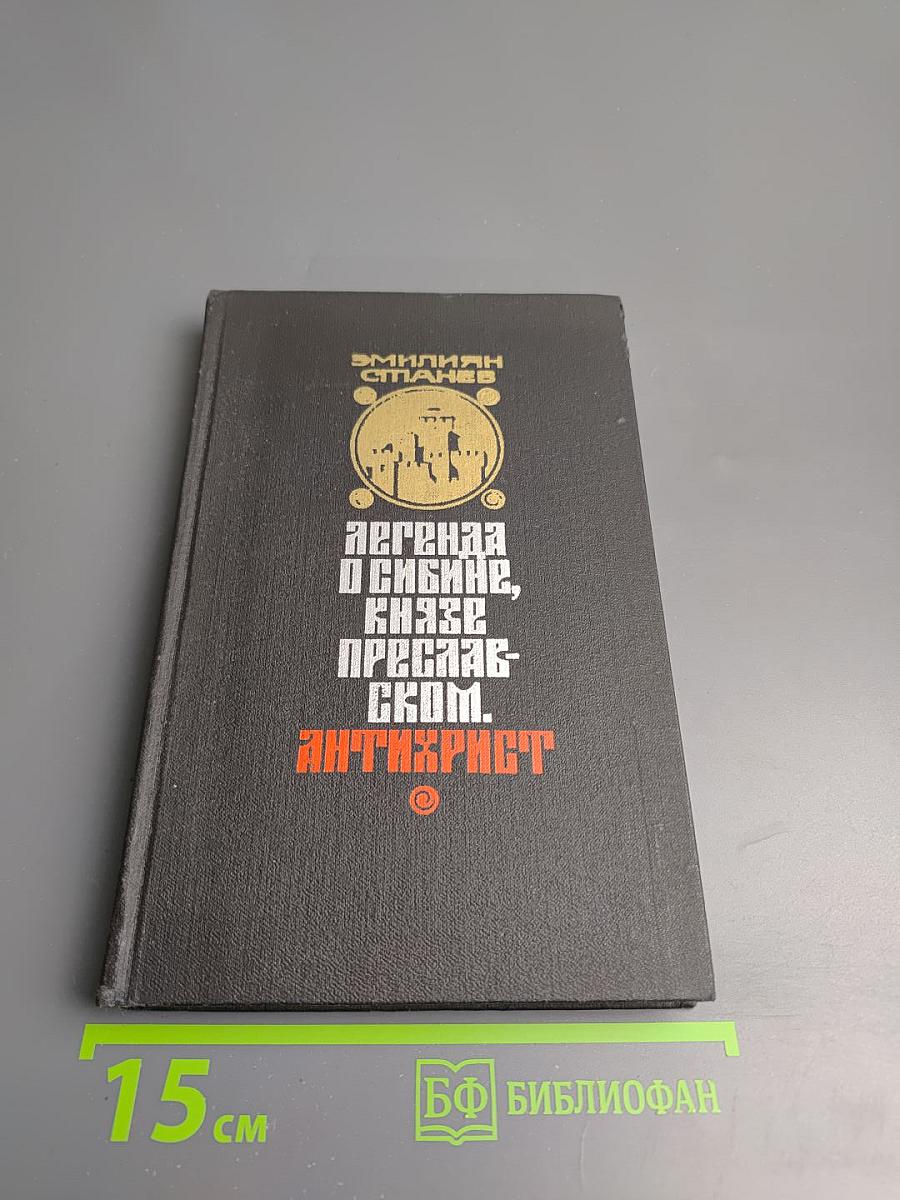 ЭМИЛИЯН
СТАНЕВ
ЛЕГЕНДА
О СИБИНЕ,
КНЯЗЕ
ПРЕСЛАВ-
СКОМ.
АНТИХРИСТ
15 см
БФ БИБЛИОФАН